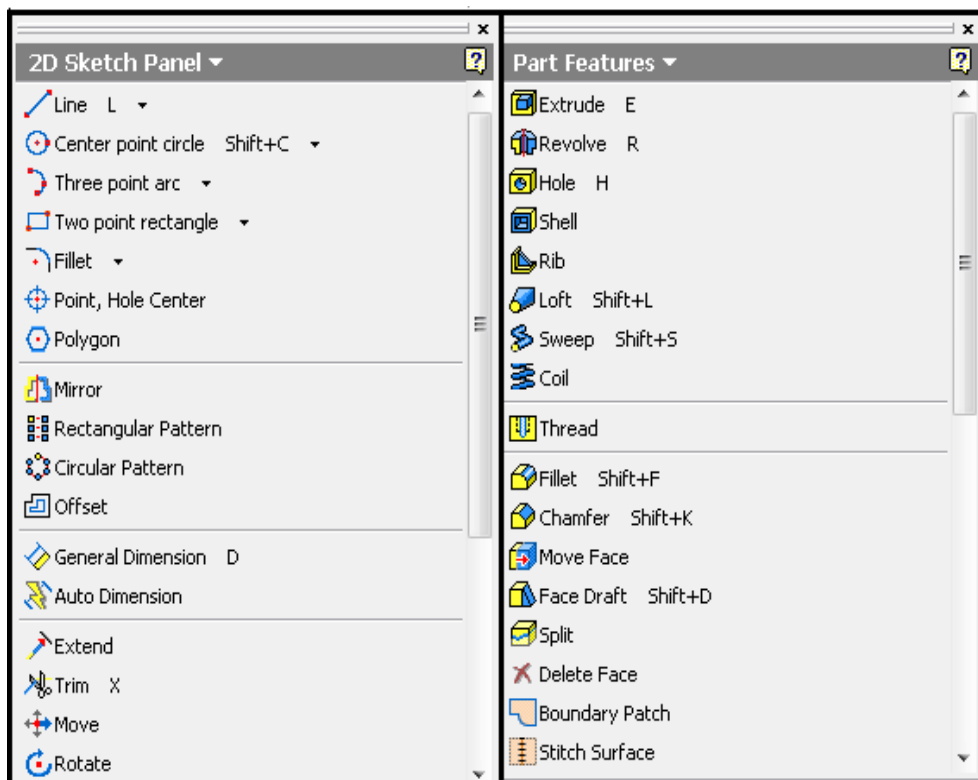 2D Sketch Panel
Line L
Center point circle Shift+C
Three point arc
Two point rectangle
Fillet
Point, Hole Center
Polygon
Mirror
Rectangular Pattern
Circular Pattern
Offset
General Dimension D
Auto Dimension
Extend
Trim X
Move
Rotate
Part Features
Extrude E
Revolve R
Hole H
Shell
Rib
Loft Shift+L
Sweep Shift+S
Coil
Thread
Fillet Shift+F
Chamfer Shift+K
Move Face
Face Draft Shift+D
Split
Delete Face
Boundary Patch
Stitch Surface